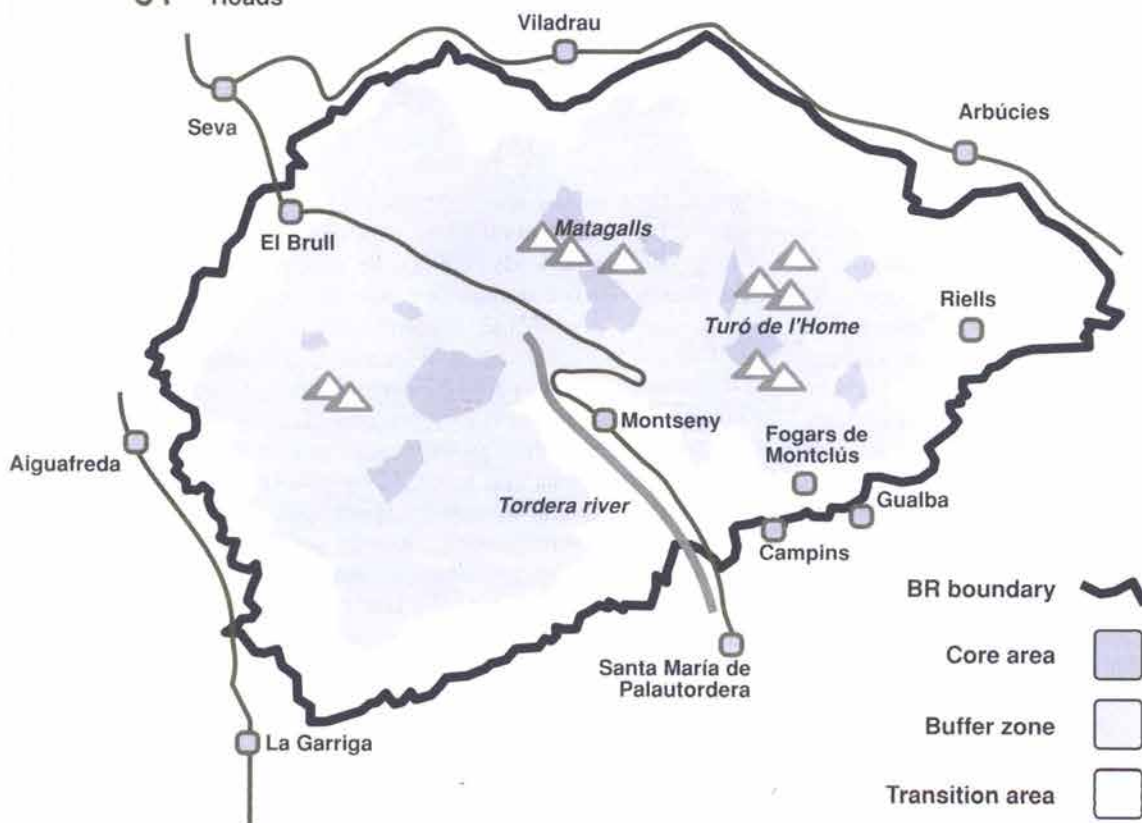 Roads
Viladrau
Seva
Arbúcies
El Brull
Matagalls
Riells
Turó de l'Home
Montseny
Aiguafreda
Fogars de
Montclús
Tordera river
Gualba
Campins
BR boundary
Core area
Santa María de
Palautordera
Buffer zone
La Garriga
Transition area